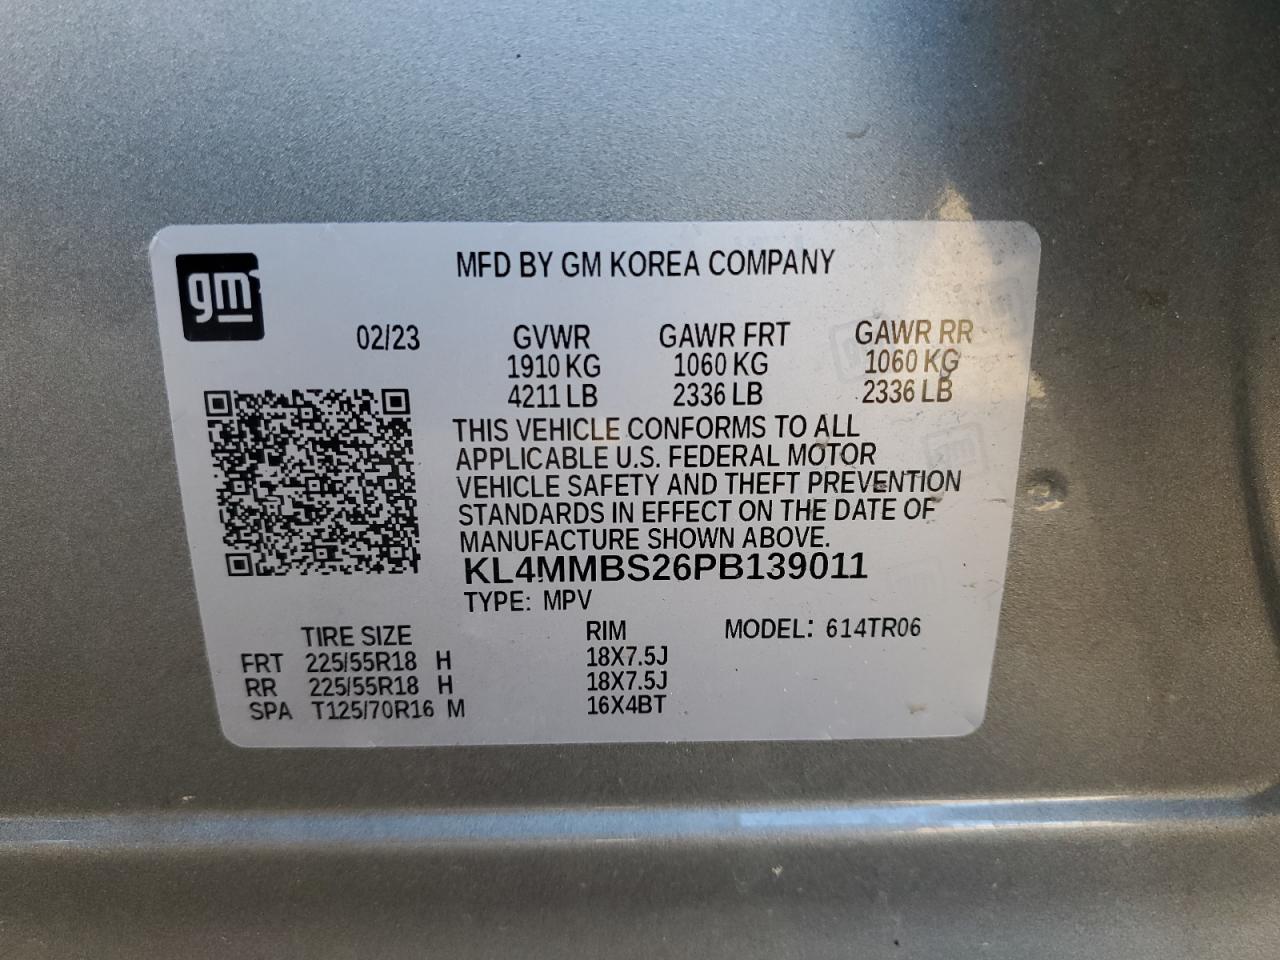 gm
MFD BY GM KOREA COMPANY
02/23 GVWR GAWR FRT GAWR RR
1910 KG 1060 KG 1060 KG
4211 LB 2336 LB 2336 LB
THIS VEHICLE CONFORMS TO ALL
APPLICABLE U.S. FEDERAL MOTOR
VEHICLE SAFETY AND THEFT PREVENTION
STANDARDS IN EFFECT ON THE DATE OF
MANUFACTURE SHOWN ABOVE.
KL4MMBS26PB139011
TYPE: MPV
TIRE SIZE RIM MODEL: 614TR06
FRT 225/55R18 H 18X7.5J
RR 225/55R18 H 18X7.5J
SPA T125/70R16 M 16X4BT